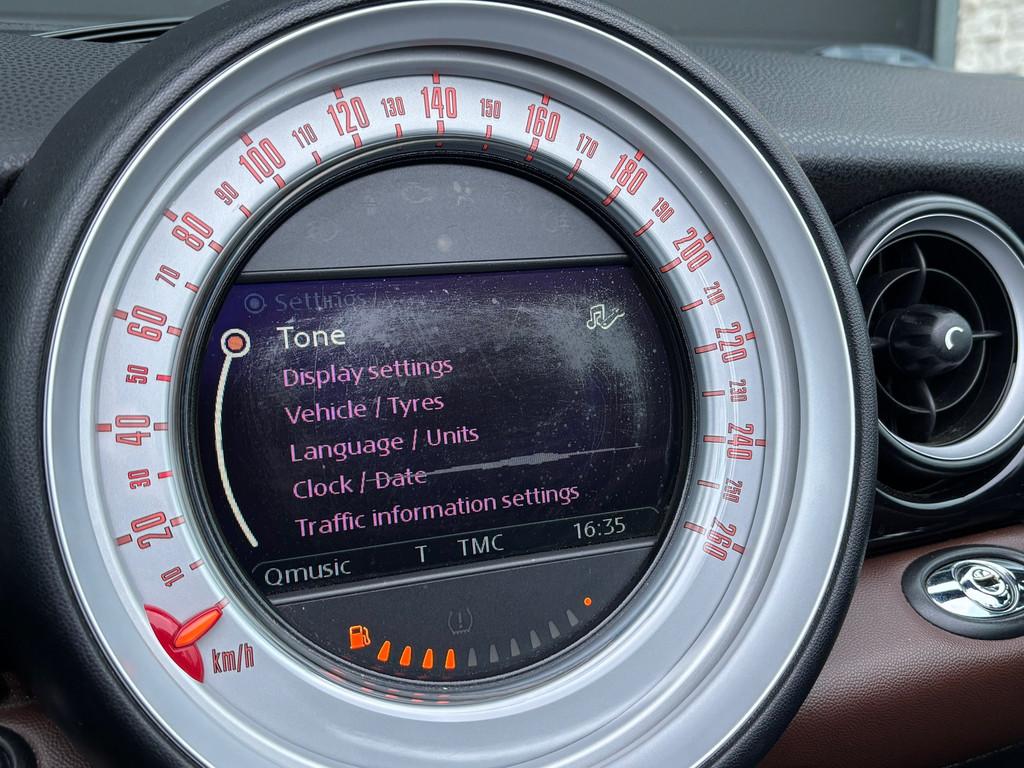 10
20
30
40
50
60
70
80
90
100
110
120
130
140
150
160
170
180
190
200
210
220
230
240
250
260
km/h
Settings
Tone
Display settings
Vehicle / Tyres
Language / Units
Clock / Date
Traffic information settings
Qmusic T TMC 16:35